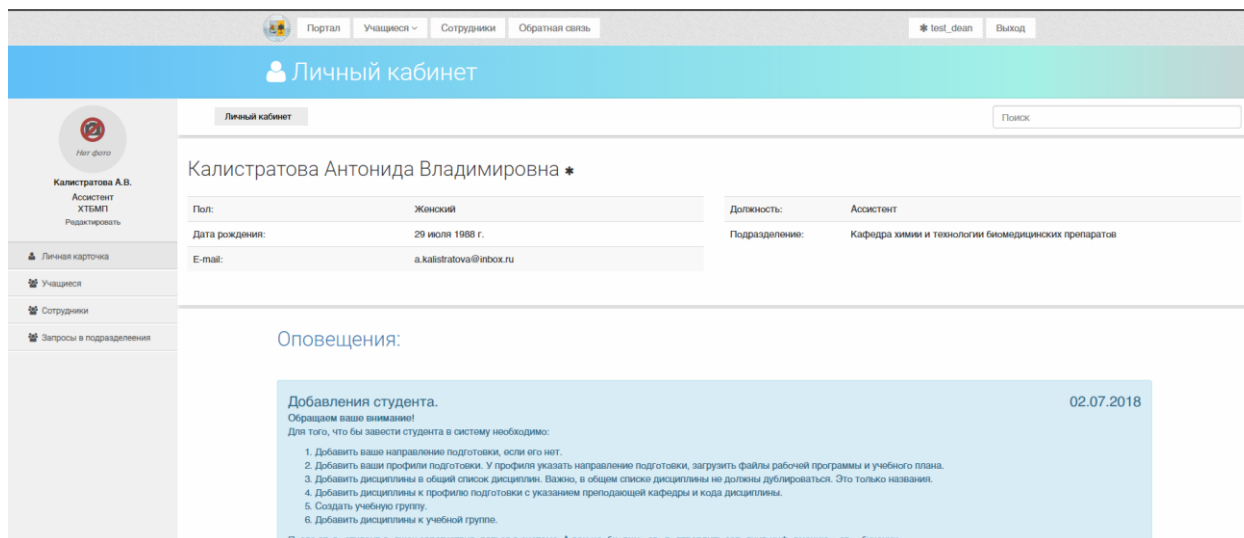 Портал Учащиеся Сотрудники Обратная связь test_dean Выход
Личный кабинет
Личный кабинет Поиск
Нет фото
Калистратова А.В.
Ассистент
ХТБМП
Редактировать
Личная карточка
Учащиеся
Сотрудники
Запросы в подразделеения
Калистратова Антонида Владимировна *
Пол: Женский Должность: Ассистент
Дата рождения: 29 июля 1988 г. Подразделение: Кафедра химии и технологии биомедицинских препаратов
E-mail: a.kalistratova@inbox.ru
Оповещения:
Добавления студента. 02.07.2018
Обращаем ваше внимание!
Для того, что бы завести студента в систему необходимо:
1. Добавить ваше направление подготовки, если его нет.
2. Добавить ваши профили подготовки. У профиля указать направление подготовки, загрузить файлы рабочей программы и учебного плана.
3. Добавить дисциплины в общий список дисциплин. Важно, в общем списке дисциплины не должны дублироваться. Это только названия.
4. Добавить дисциплины к профилю подготовки с указанием преподающей кафедры и кода дисциплины.
5. Создать учебную группу.
6. Добавить дисциплины к учебной группе.